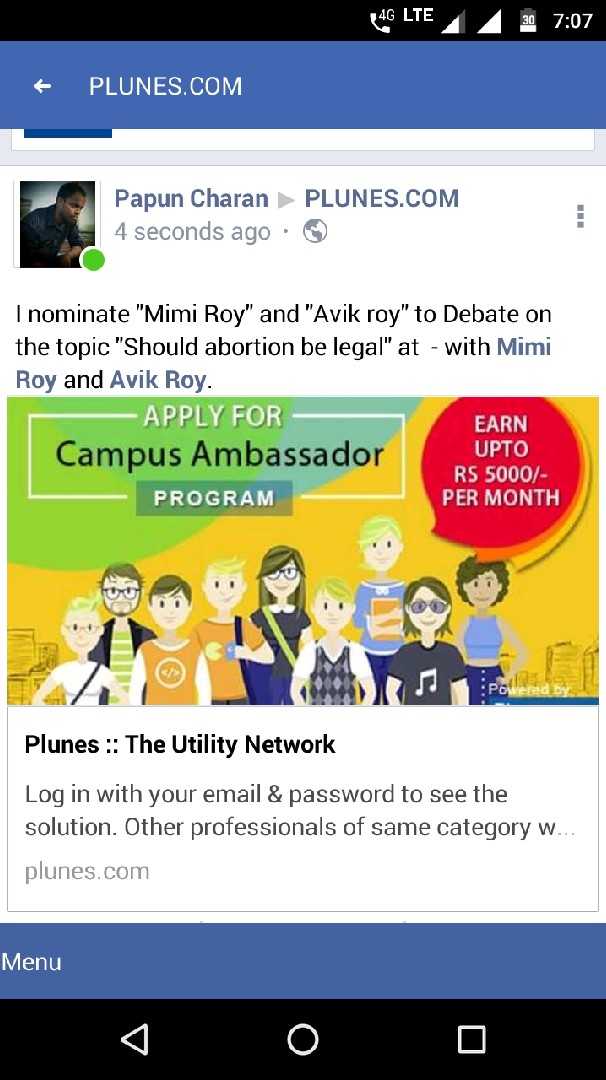 4G LTE 30 7:07
PLUNES.COM
Papun Charan ▶ PLUNES.COM
4 seconds ago ·
I nominate "Mimi Roy" and "Avik roy" to Debate on
the topic "Should abortion be legal" at - with Mimi
Roy and Avik Roy.
APPLY FOR
Campus Ambassador
PROGRAM
EARN
UPTO
RS 5000/-
PER MONTH
Powered by
Plunes :: The Utility Network
Log in with your email & password to see the
solution. Other professionals of same category w...
plunes.com
Menu